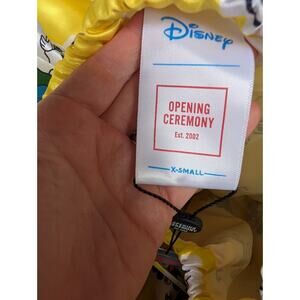 Disney
OPENING
CEREMONY
Est. 2002
X-SMALL